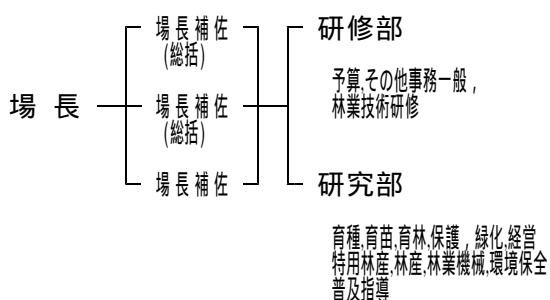 場長
場長補佐
(総括)
場長補佐
(総括)
場長補佐
研修部
予算,その他事務一般,
林業技術研修
研究部
育種,育苗,育林,保護,緑化,経営
特用林産,林産,林業機械,環境保全
普及指導